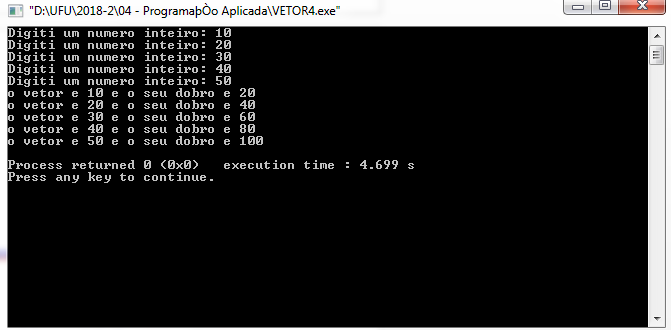 "D:\UFU\2018-2\04 - ProgramaþÒo Aplicada\VETOR4.exe"
Digiti um numero inteiro: 10
Digiti um numero inteiro: 20
Digiti um numero inteiro: 30
Digiti um numero inteiro: 40
Digiti um numero inteiro: 50
o vetor e 10 e o seu dobro e 20
o vetor e 20 e o seu dobro e 40
o vetor e 30 e o seu dobro e 60
o vetor e 40 e o seu dobro e 80
o vetor e 50 e o seu dobro e 100
Process returned 0 (0x0)   execution time : 4.699 s
Press any key to continue.